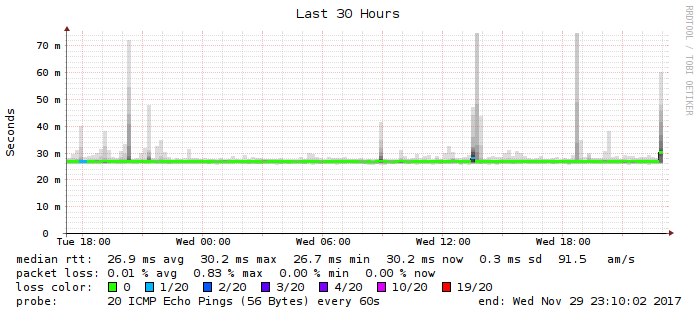 Last 30 Hours
RRDTOOL / TOBI OETIKER
Seconds
70 m
60 m
50 m
40 m
30 m
20 m
10 m
0
Tue 18:00 Wed 00:00 Wed 06:00 Wed 12:00 Wed 18:00
median rtt: 26.9 ms avg 30.2 ms max 26.7 ms min 30.2 ms now 0.3 ms sd 91.5 am/s
packet loss: 0.01 % avg 0.83 % max 0.00 % min 0.00 % now
loss color: 0 1/20 2/20 3/20 4/20 10/20 19/20
probe: 20 ICMP Echo Pings (56 Bytes) every 60s end: Wed Nov 29 23:10:02 2017